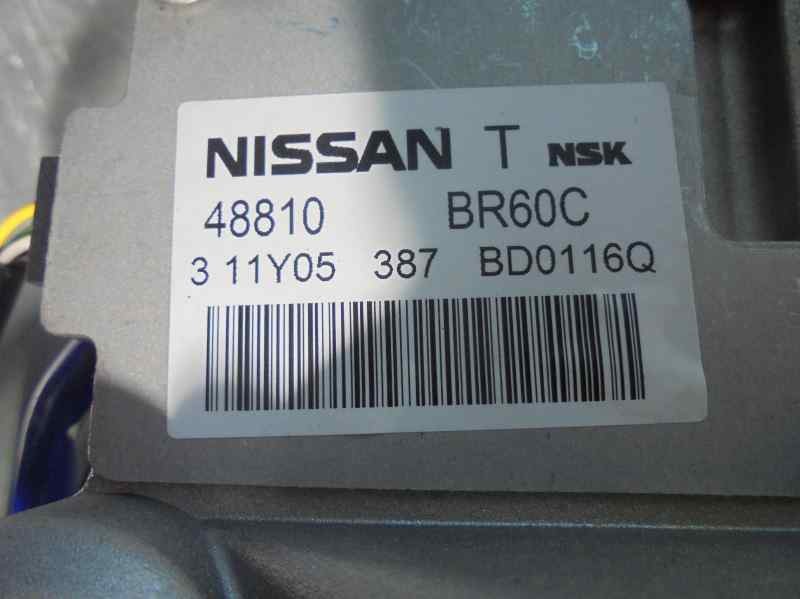 NISSAN T NSK
48810 BR60C
3 11Y05 387 BD0116Q